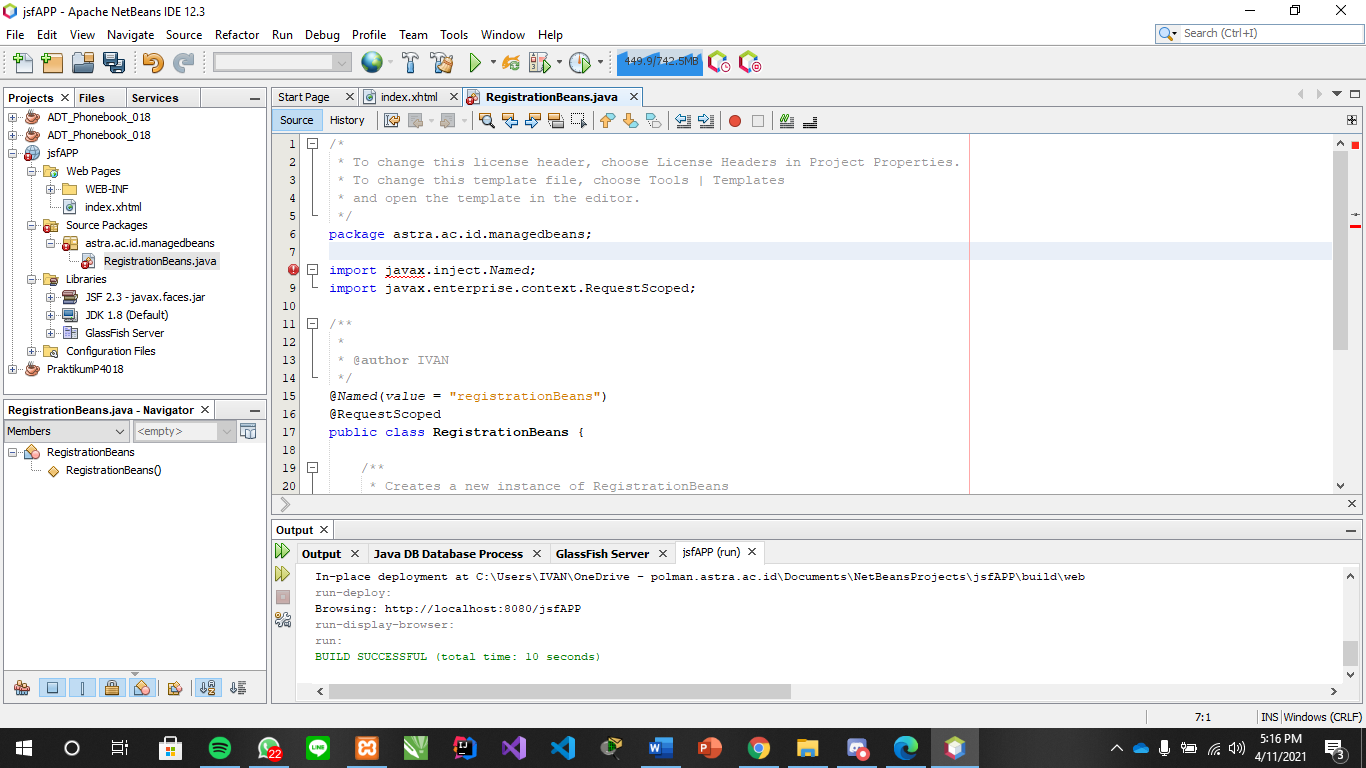 jsfAPP - Apache NetBeans IDE 12.3
File Edit View Navigate Source Refactor Run Debug Profile Team Tools Window Help
Search (Ctrl+I)
449.9/742.5MB
Projects Files Services
ADT_Phonebook_018
ADT_Phonebook_018
jsfAPP
Web Pages
WEB-INF
index.xhtml
Source Packages
astra.ac.id.managedbeans
RegistrationBeans.java
Libraries
JSF 2.3 - javax.faces.jar
JDK 1.8 (Default)
GlassFish Server
Configuration Files
PraktikumP4018
RegistrationBeans.java - Navigator
Members <empty>
RegistrationBeans
RegistrationBeans()
Start Page index.xhtml RegistrationBeans.java
Source History
1 /*
2 * To change this license header, choose License Headers in Project Properties.
3 * To change this template file, choose Tools | Templates
4 * and open the template in the editor.
5 */
6 package astra.ac.id.managedbeans;
7
import javax.inject.Named;
9 import javax.enterprise.context.RequestScoped;
10
11 /**
12 *
13 * @author IVAN
14 */
15 @Named(value = "registrationBeans")
16 @RequestScoped
17 public class RegistrationBeans {
18
19 /**
20 * Creates a new instance of RegistrationBeans
Output
Output Java DB Database Process GlassFish Server jsfAPP (run)
In-place deployment at C:\Users\IVAN\OneDrive - polman.astra.ac.id\Documents\NetBeansProjects\jsfAPP\build\web
run-deploy:
Browsing: http://localhost:8080/jsfAPP
run-display-browser:
run:
BUILD SUCCESSFUL (total time: 10 seconds)
7:1 INS Windows (CRLF)
22
LINE
5:16 PM
4/11/2021
3